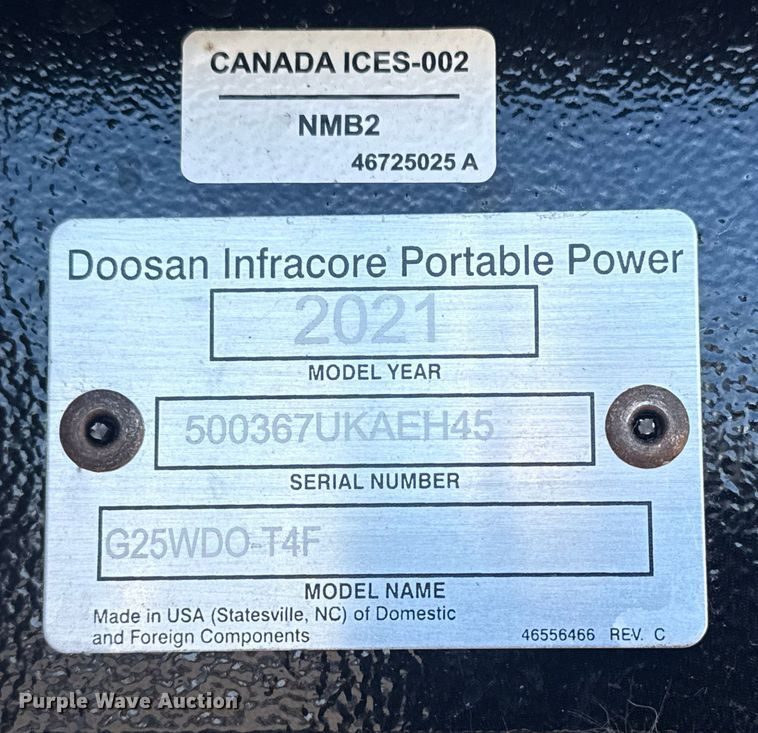 CANADA ICES-002
NMB2
46725025 A
Doosan Infracore Portable Power
2021
MODEL YEAR
500367UKAEH45
SERIAL NUMBER
G25WDO-T4F
MODEL NAME
Made in USA (Statesville, NC) of Domestic
and Foreign Components
46556466 REV. C
Purple Wave Auction